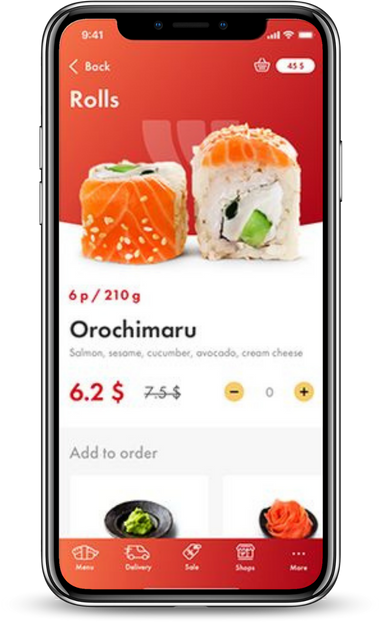 9:41
Back
45 $
Rolls
6 p / 210 g
Orochimaru
Salmon, sesame, cucumber, avocado, cream cheese
6.2 $ 7.5 $
− 0 +
Add to order
Menu Delivery Sale Shops More